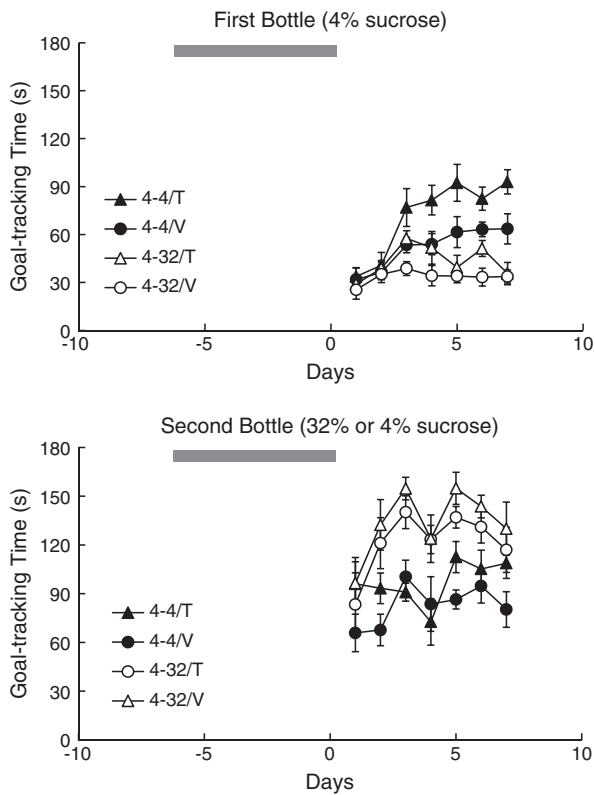 First Bottle (4% sucrose)
Goal-tracking Time (s)
180
150
120
90
60
30
0
4-4/T
4-4/V
4-32/T
4-32/V
-10
-5
0
5
10
Days
Second Bottle (32% or 4% sucrose)
Goal-tracking Time (s)
180
150
120
90
60
30
0
4-4/T
4-4/V
4-32/T
4-32/V
-10
-5
0
5
10
Days